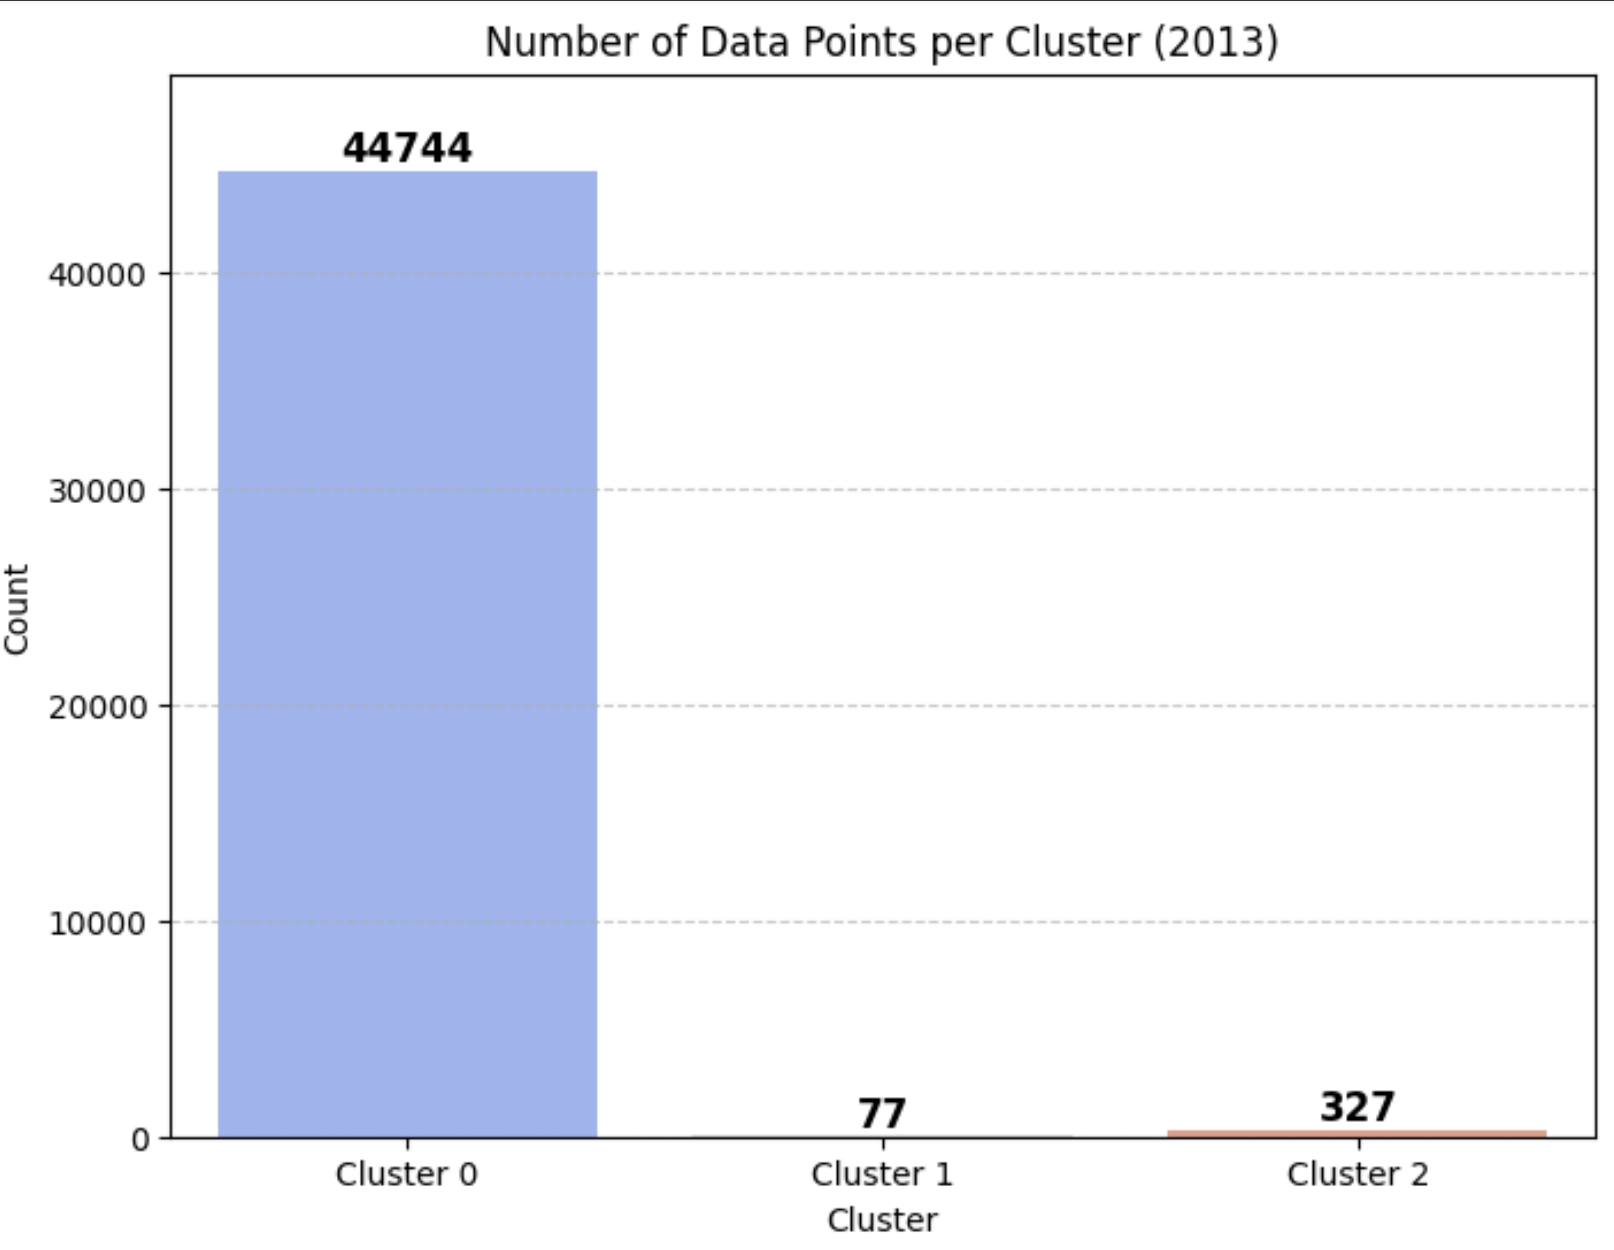 Number of Data Points per Cluster (2013)
44744
40000
30000
Count
20000
10000
77
327
0
Cluster 0
Cluster 1
Cluster 2
Cluster